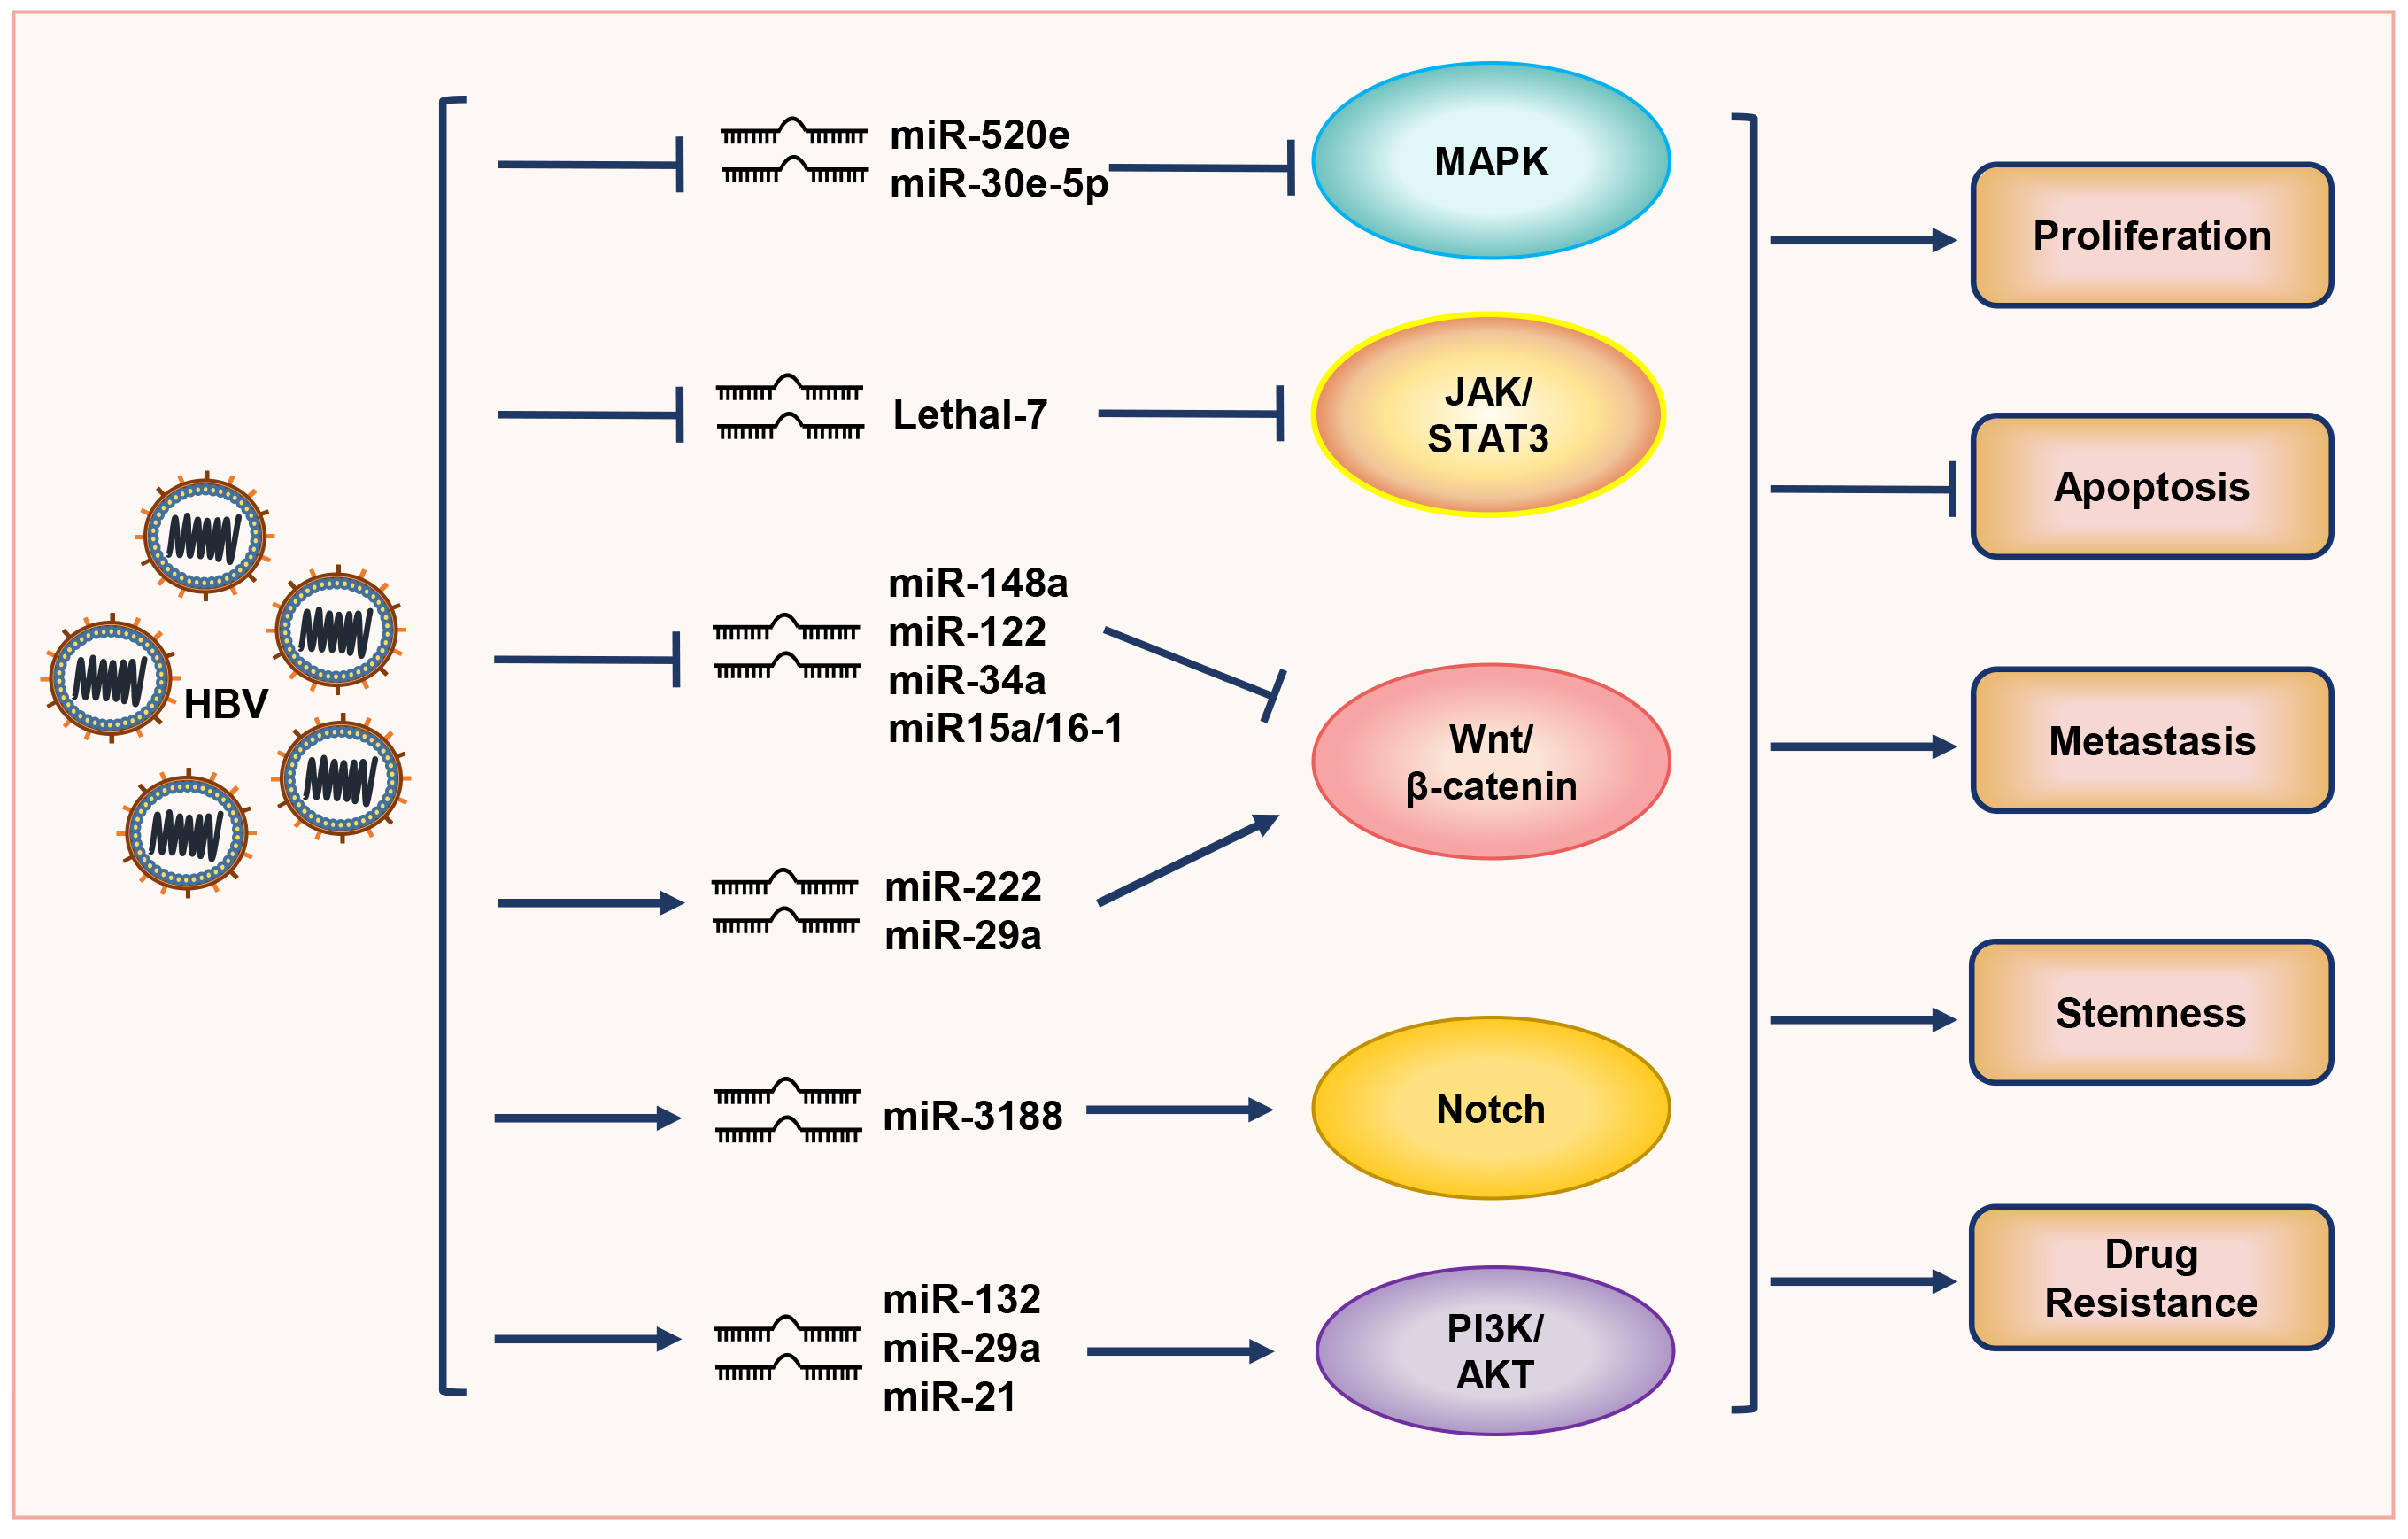 HBV
miR-520e
miR-30e-5p
Lethal-7
miR-148a
miR-122
miR-34a
miR15a/16-1
miR-222
miR-29a
miR-3188
miR-132
miR-29a
miR-21
MAPK
JAK/
STAT3
Wnt/
β-catenin
Notch
PI3K/
AKT
Proliferation
Apoptosis
Metastasis
Stemness
Drug
Resistance